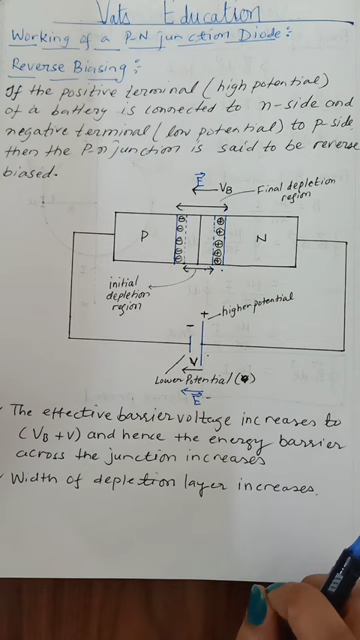 Vats Education
Working of a P-N junction Diode:
Reverse Biasing:
If the positive terminal (high potential)
of a battery is connected to n-side and
negative terminal (low potential) to p-side
then the P-n junction is said to be reverse
biased.
E VB Final depletion
region
P N
initial
depletion
region
+ higher potential
-
V
Lower Potential
E
The effective barrier voltage increases to
(VB + V) and hence the energy barrier
across the junction increases
Width of depletion layer increases.